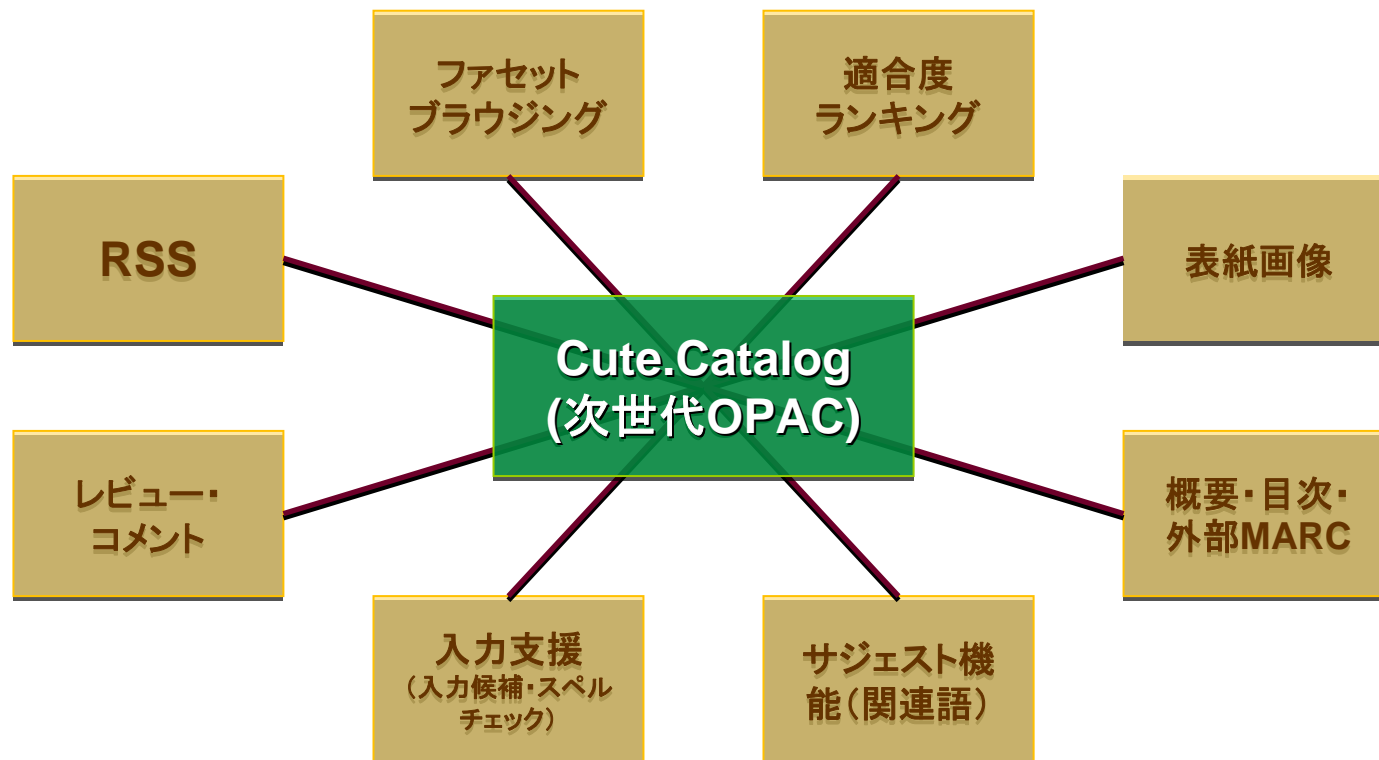 ファセット
ブラウジング
適合度
ランキング
RSS
表紙画像
Cute.Catalog
(次世代OPAC)
レビュー・
コメント
概要・目次・
外部MARC
入力支援
（入力候補・スペル
チェック）
サジェスト機
能（関連語）